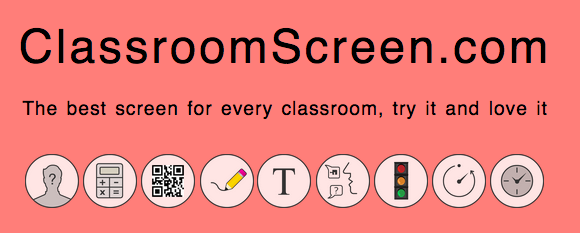 ClassroomScreen.com
The best screen for every classroom, try it and love it
? T ?